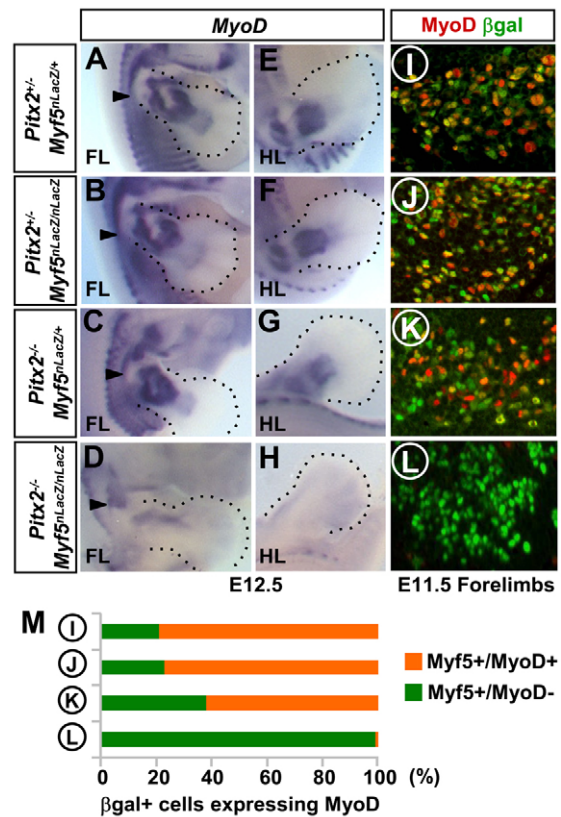 MyoD
MyoD βgal
Pitx2+/-
Myf5nLacZ/+
A
FL
E
HL
I
Pitx2+/-
Myf5nLacZ/nLacZ
B
FL
F
HL
J
Pitx2-/-
Myf5nLacZ/+
C
FL
G
HL
K
Pitx2-/-
Myf5nLacZ/nLacZ
D
FL
H
HL
L
E12.5
E11.5 Forelimbs
M
I
J
K
L
0 20 40 60 80 100 (%)
βgal+ cells expressing MyoD
Myf5+/MyoD+
Myf5+/MyoD-